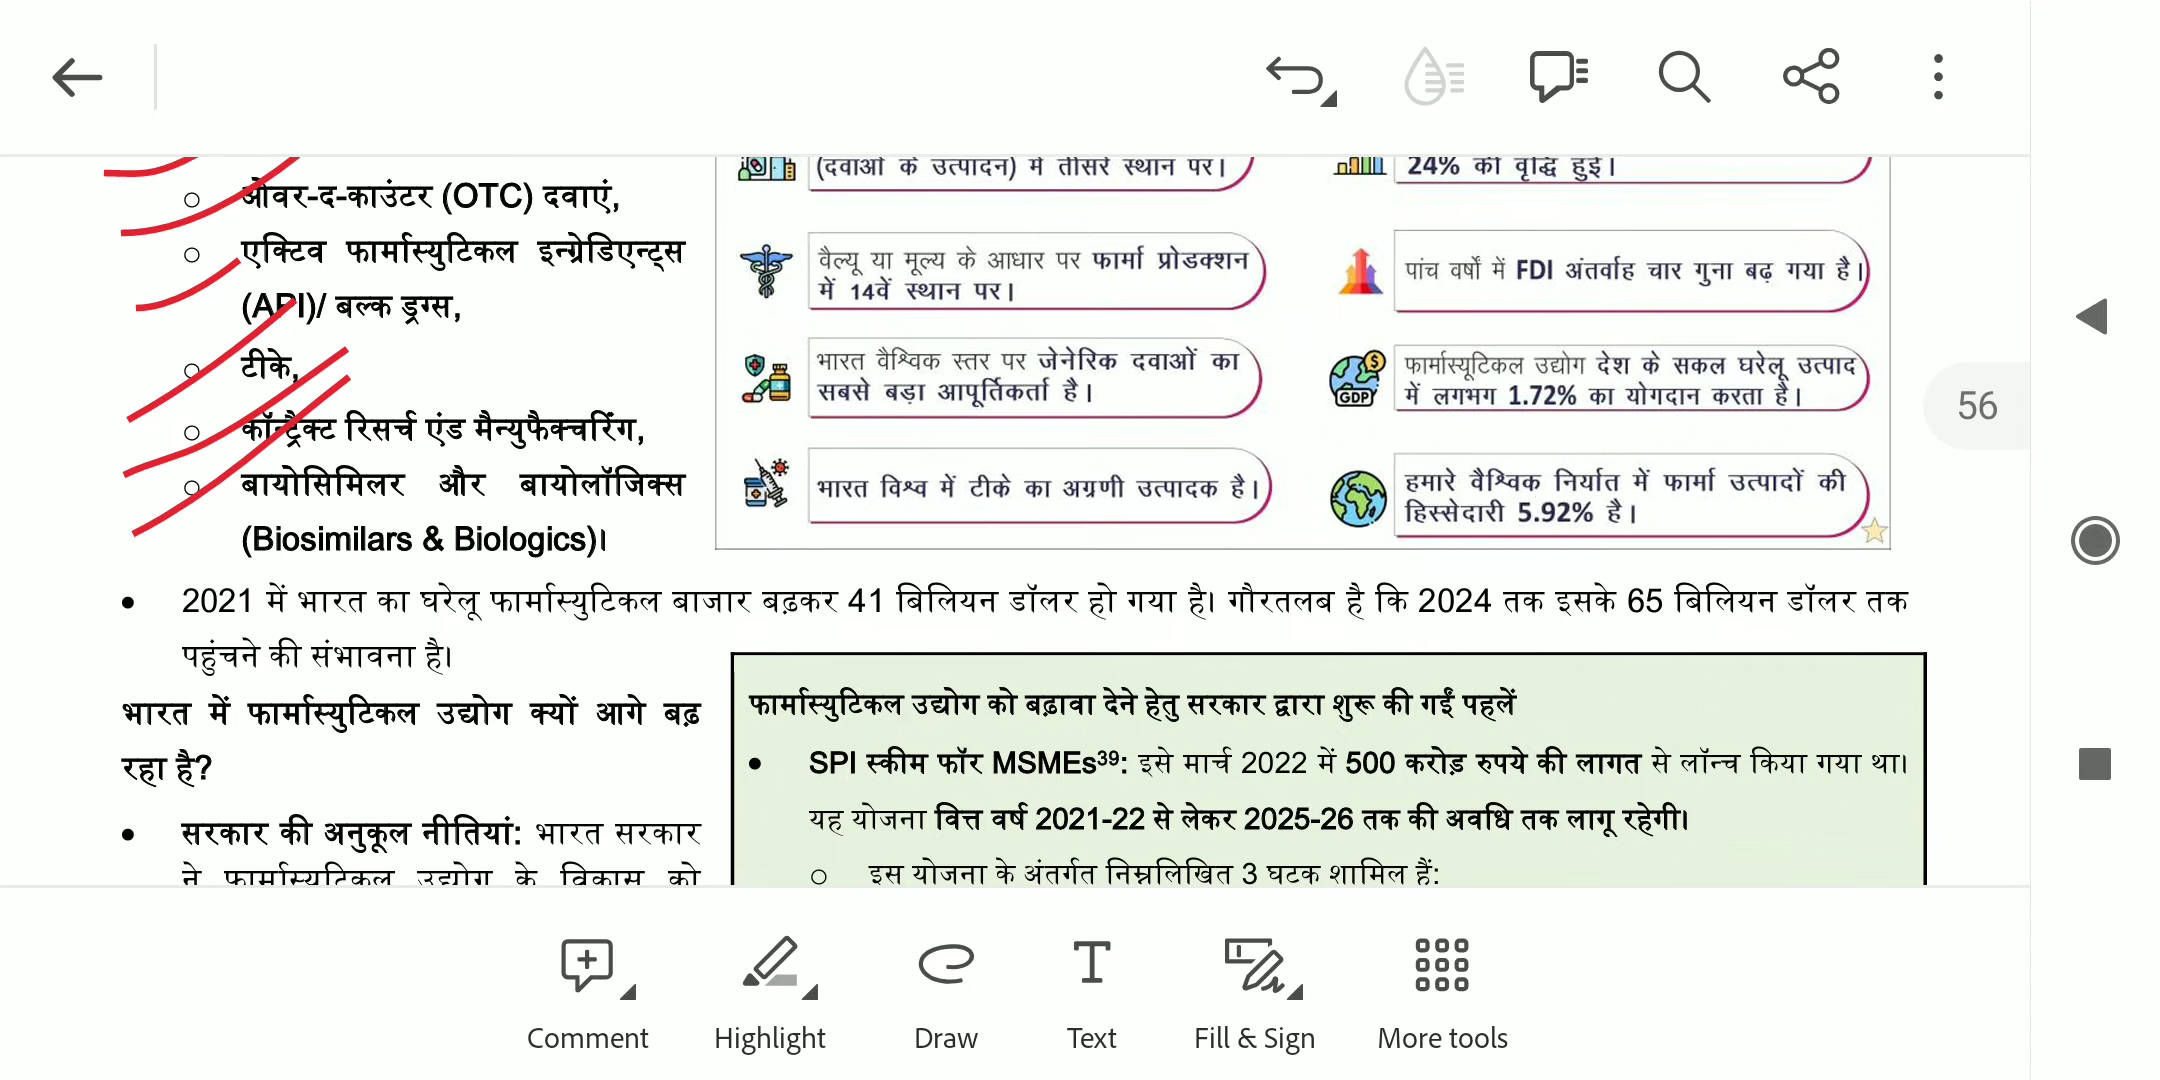 (दवाओं के उत्पादन) में तीसरे स्थान पर।
24% की वृद्धि हुई।
○ ओवर-द-काउंटर (OTC) दवाएं,
○ एक्टिव फार्मास्युटिकल इन्ग्रेडिएन्ट्स
(API)/ बल्क ड्रग्स,
○ टीके,
○ कॉन्ट्रैक्ट रिसर्च एंड मैन्युफैक्चरिंग,
○ बायोसिमिलर और बायोलॉजिक्स
(Biosimilars & Biologics)।
वैल्यू या मूल्य के आधार पर फार्मा प्रोडक्शन
में 14वें स्थान पर।
पांच वर्षों में FDI अंतर्वाह चार गुना बढ़ गया है।
भारत वैश्विक स्तर पर जेनेरिक दवाओं का
सबसे बड़ा आपूर्तिकर्ता है।
GDP
फार्मास्यूटिकल उद्योग देश के सकल घरेलू उत्पाद
में लगभग 1.72% का योगदान करता है।
भारत विश्व में टीके का अग्रणी उत्पादक है।
हमारे वैश्विक निर्यात में फार्मा उत्पादों की
हिस्सेदारी 5.92% है।
56
• 2021 में भारत का घरेलू फार्मास्युटिकल बाजार बढ़कर 41 बिलियन डॉलर हो गया है। गौरतलब है कि 2024 तक इसके 65 बिलियन डॉलर तक
पहुंचने की संभावना है।
भारत में फार्मास्युटिकल उद्योग क्यों आगे बढ़
रहा है?
• सरकार की अनुकूल नीतियां: भारत सरकार
ने फार्मास्युटिकल उद्योग के विकास को
फार्मास्युटिकल उद्योग को बढ़ावा देने हेतु सरकार द्वारा शुरू की गईं पहलें
• SPI स्कीम फॉर MSMEs³⁹: इसे मार्च 2022 में 500 करोड़ रुपये की लागत से लॉन्च किया गया था।
यह योजना वित्त वर्ष 2021-22 से लेकर 2025-26 तक की अवधि तक लागू रहेगी।
○ इस योजना के अंतर्गत निम्नलिखित 3 घटक शामिल हैं:
Comment
Highlight
Draw
Text
Fill & Sign
More tools